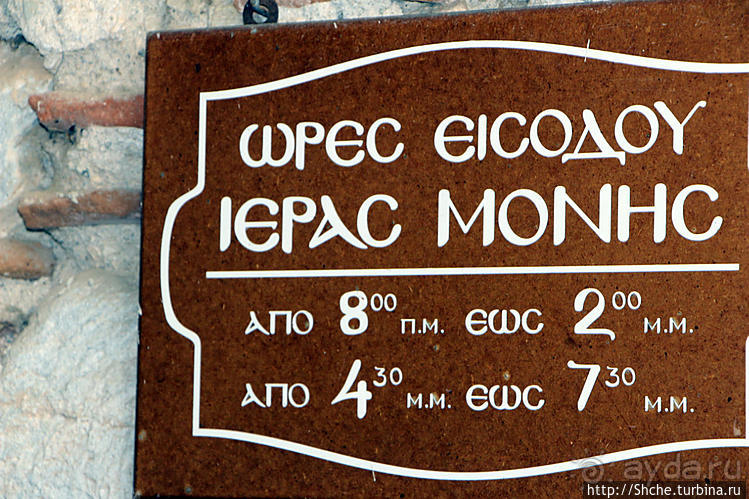 ΩΡΕΣ ΕΙΣΟΔΟΥ
ΙΕΡΑΣ ΜΟΝΗΣ
ΑΠΟ 8⁰⁰ Π.Μ. ΕΩΣ 2⁰⁰ Μ.Μ.
ΑΠΟ 4³⁰ Μ.Μ. ΕΩΣ 7³⁰ Μ.Μ.
ayda.ru
http://Shche.turbina.ru